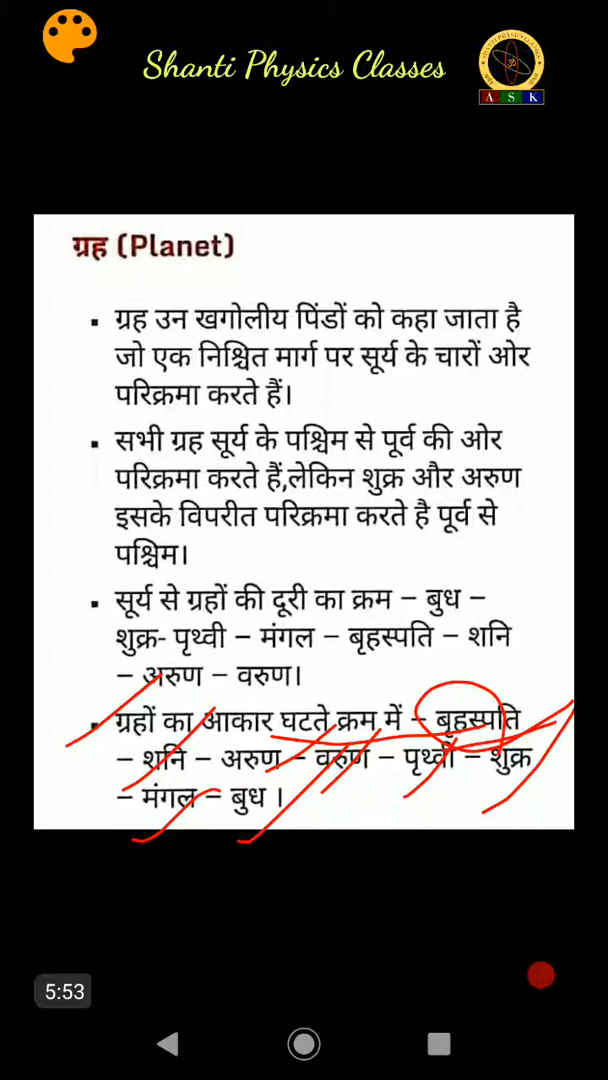 Shanti Physics Classes
A S K
ग्रह (Planet)
▪ ग्रह उन खगोलीय पिंडों को कहा जाता है
जो एक निश्चित मार्ग पर सूर्य के चारों ओर
परिक्रमा करते हैं।
▪ सभी ग्रह सूर्य के पश्चिम से पूर्व की ओर
परिक्रमा करते हैं,लेकिन शुक्र और अरुण
इसके विपरीत परिक्रमा करते है पूर्व से
पश्चिम।
▪ सूर्य से ग्रहों की दूरी का क्रम – बुध –
शुक्र- पृथ्वी – मंगल – बृहस्पति – शनि
– अरुण – वरुण।
▪ ग्रहों का आकार घटते क्रम में – बृहस्पति
– शनि – अरुण – वरुण – पृथ्वी – शुक्र
– मंगल – बुध ।
5:53